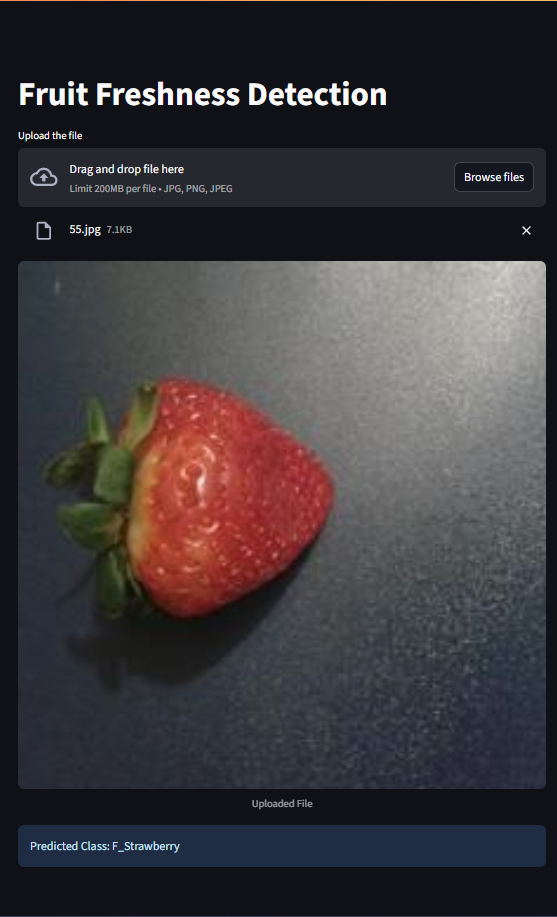 Fruit Freshness Detection
Upload the file
Drag and drop file here
Limit 200MB per file • JPG, PNG, JPEG
Browse files
55.jpg 7.1KB
Uploaded File
Predicted Class: F_Strawberry